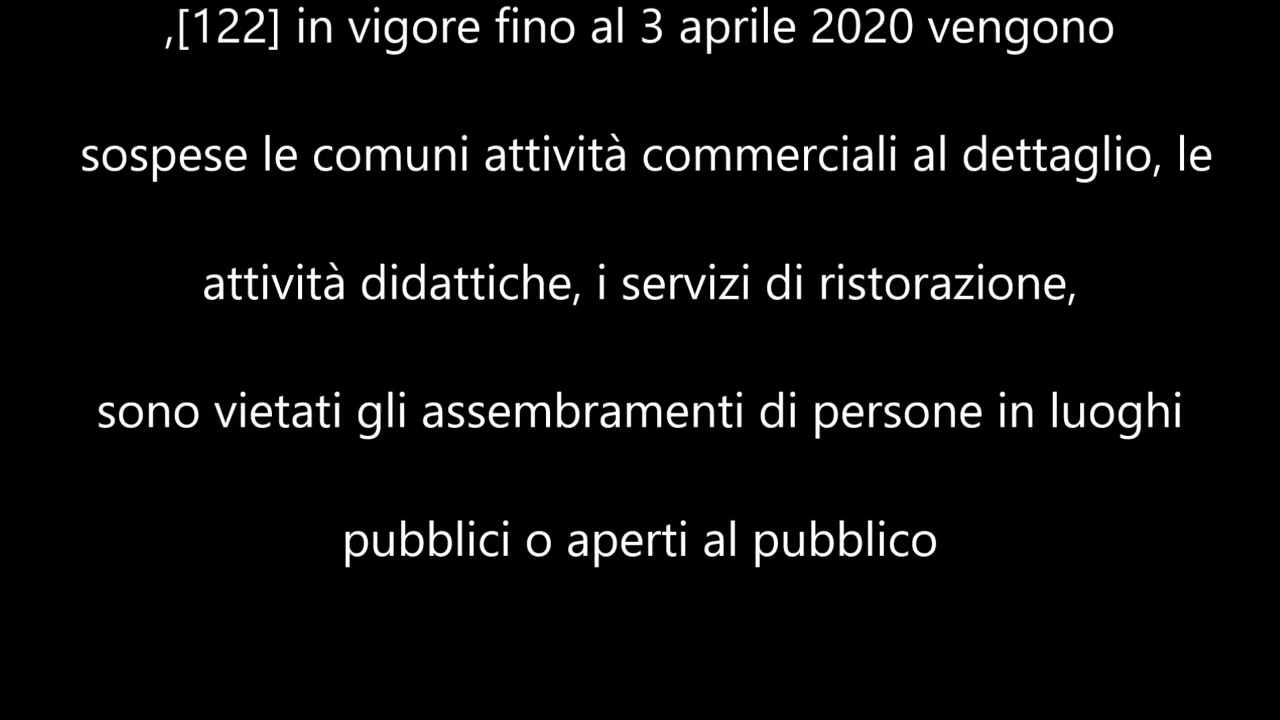 ,[122] in vigore fino al 3 aprile 2020 vengono
sospese le comuni attività commerciali al dettaglio, le
attività didattiche, i servizi di ristorazione,
sono vietati gli assembramenti di persone in luoghi
pubblici o aperti al pubblico